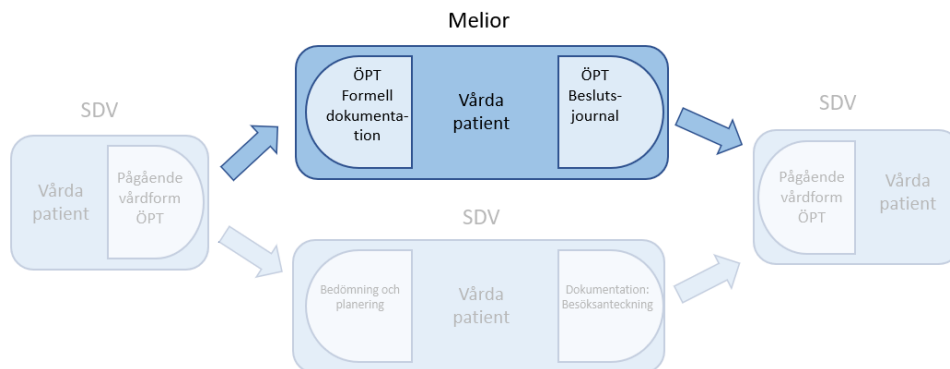 Melior
ÖPT
Formell
dokumenta-
tion
Vårda
patient
ÖPT
Besluts-
journal
SDV
Vårda
patient
Pågående
vårdform
ÖPT
SDV
Pågående
vårdform
ÖPT
Vårda
patient
SDV
Bedömning och
planering
Vårda
patient
Dokumentation:
Besöksanteckning